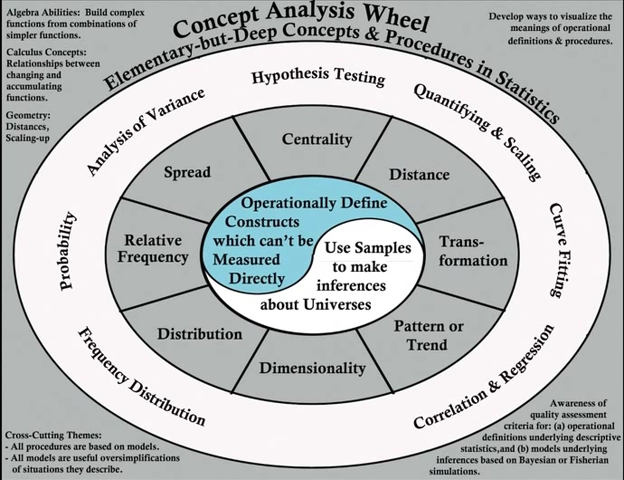 Concept Analysis Wheel
Elementary-but-Deep Concepts & Procedures in Statistics
Algebra Abilities: Build complex
functions from combinations of
simpler functions.
Calculus Concepts:
Relationships between
changing and
accumulating
functions.
Geometry:
Distances,
Scaling-up
Develop ways to visualize the
meanings of operational
definitions & procedures.
Hypothesis Testing
Quantifying & Scaling
Curve Fitting
Correlation & Regression
Frequency Distribution
Probability
Analysis of Variance
Centrality
Distance
Trans-
formation
Pattern or
Trend
Dimensionality
Distribution
Relative
Frequency
Spread
Operationally Define
Constructs
which can't be
Measured
Directly
Use Samples
to make
inferences
about Universes
Cross-Cutting Themes:
- All procedures are based on models.
- All models are useful oversimplifications
of situations they describe.
Awareness of
quality assessment
criteria for: (a) operational
definitions underlying descriptive
statistics,and (b) models underlying
inferences based on Bayesian or Fisherian
simulations.